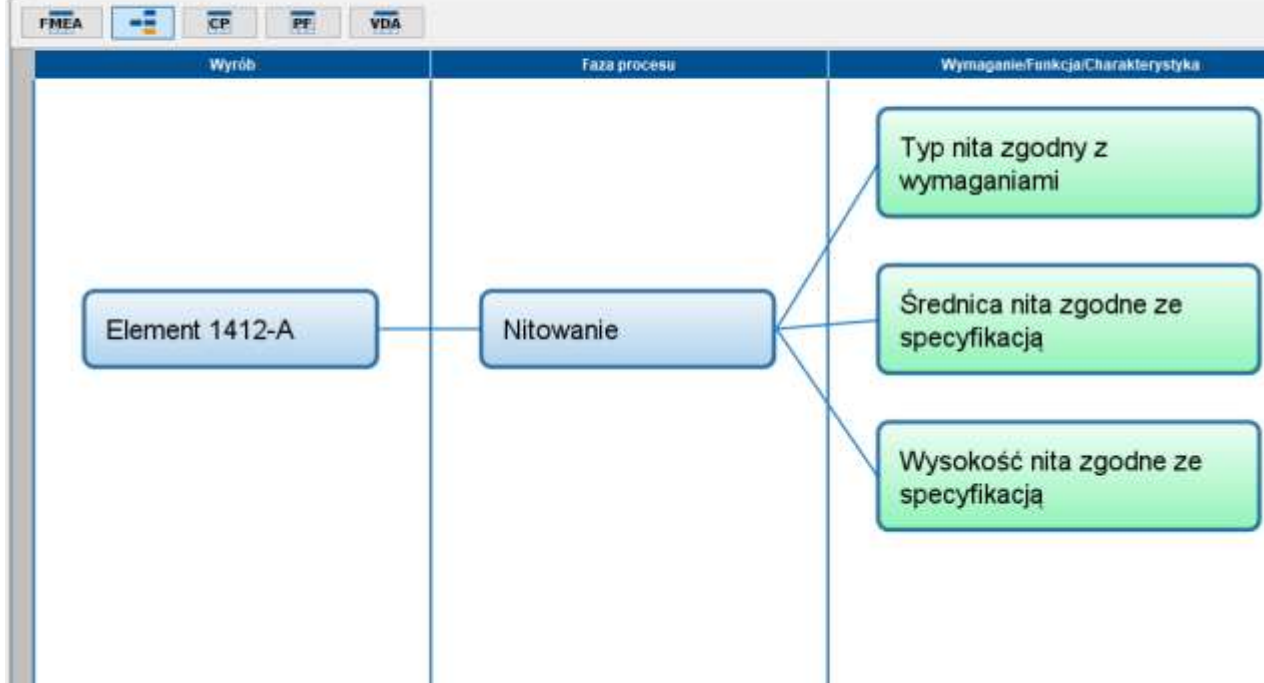 FMEA CP PF VDA
Wyrób Faza procesu Wymaganie/Funkcja/Charakterystyka
Typ nita zgodny z
wymaganiami
Element 1412-A
Nitowanie
Średnica nita zgodne ze
specyfikacją
Wysokość nita zgodne ze
specyfikacją